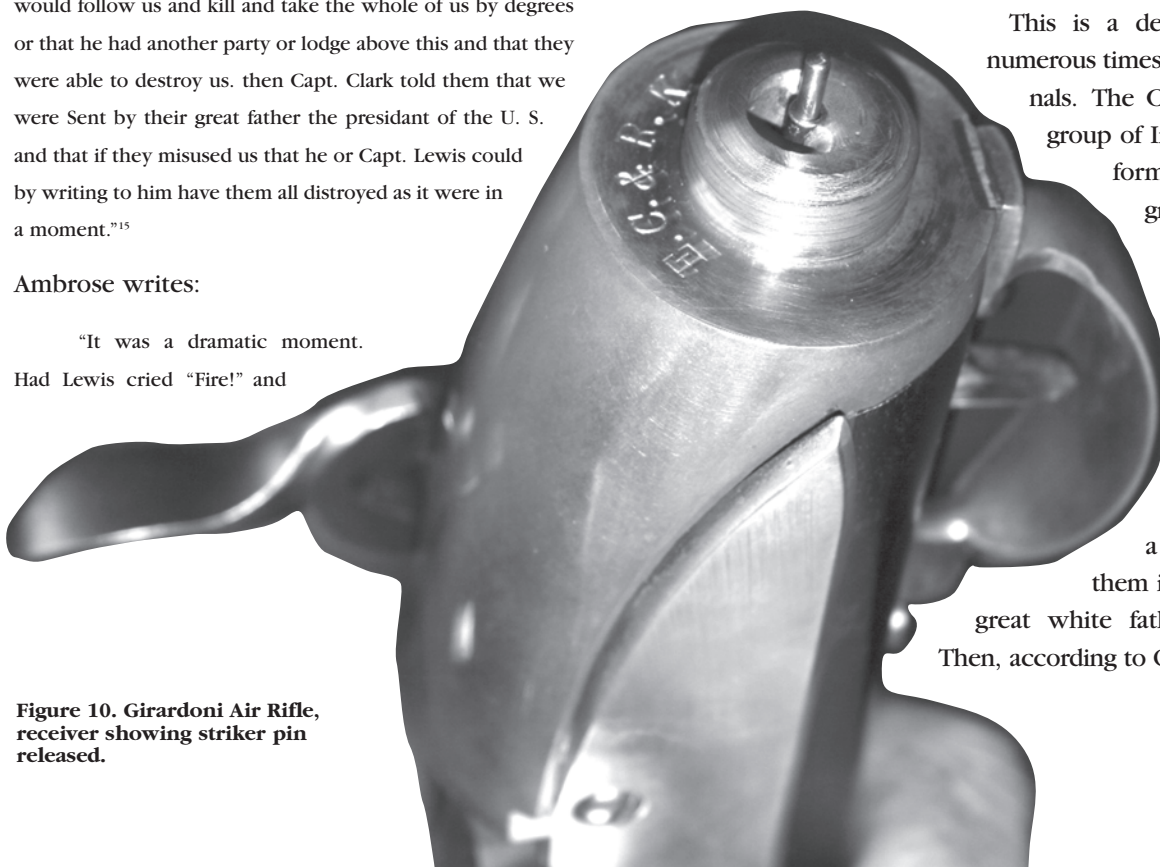 would follow us and kill and take the whole of us by degrees
or that he had another party or lodge above this and that they
were able to destroy us. then Capt. Clark told them that we
were Sent by their great father the presidant of the U. S.
and that if they misused us that he or Capt. Lewis could
by writing to him have them all distroyed as it were in
a moment.”¹⁵
Ambrose writes:
“It was a dramatic moment.
Had Lewis cried “Fire!” and
Figure 10. Girardoni Air Rifle,
receiver showing striker pin
released.
E. C. & R. K
This is a de
numerous times
nals. The
group of
form
a
them
great white
Then, according to